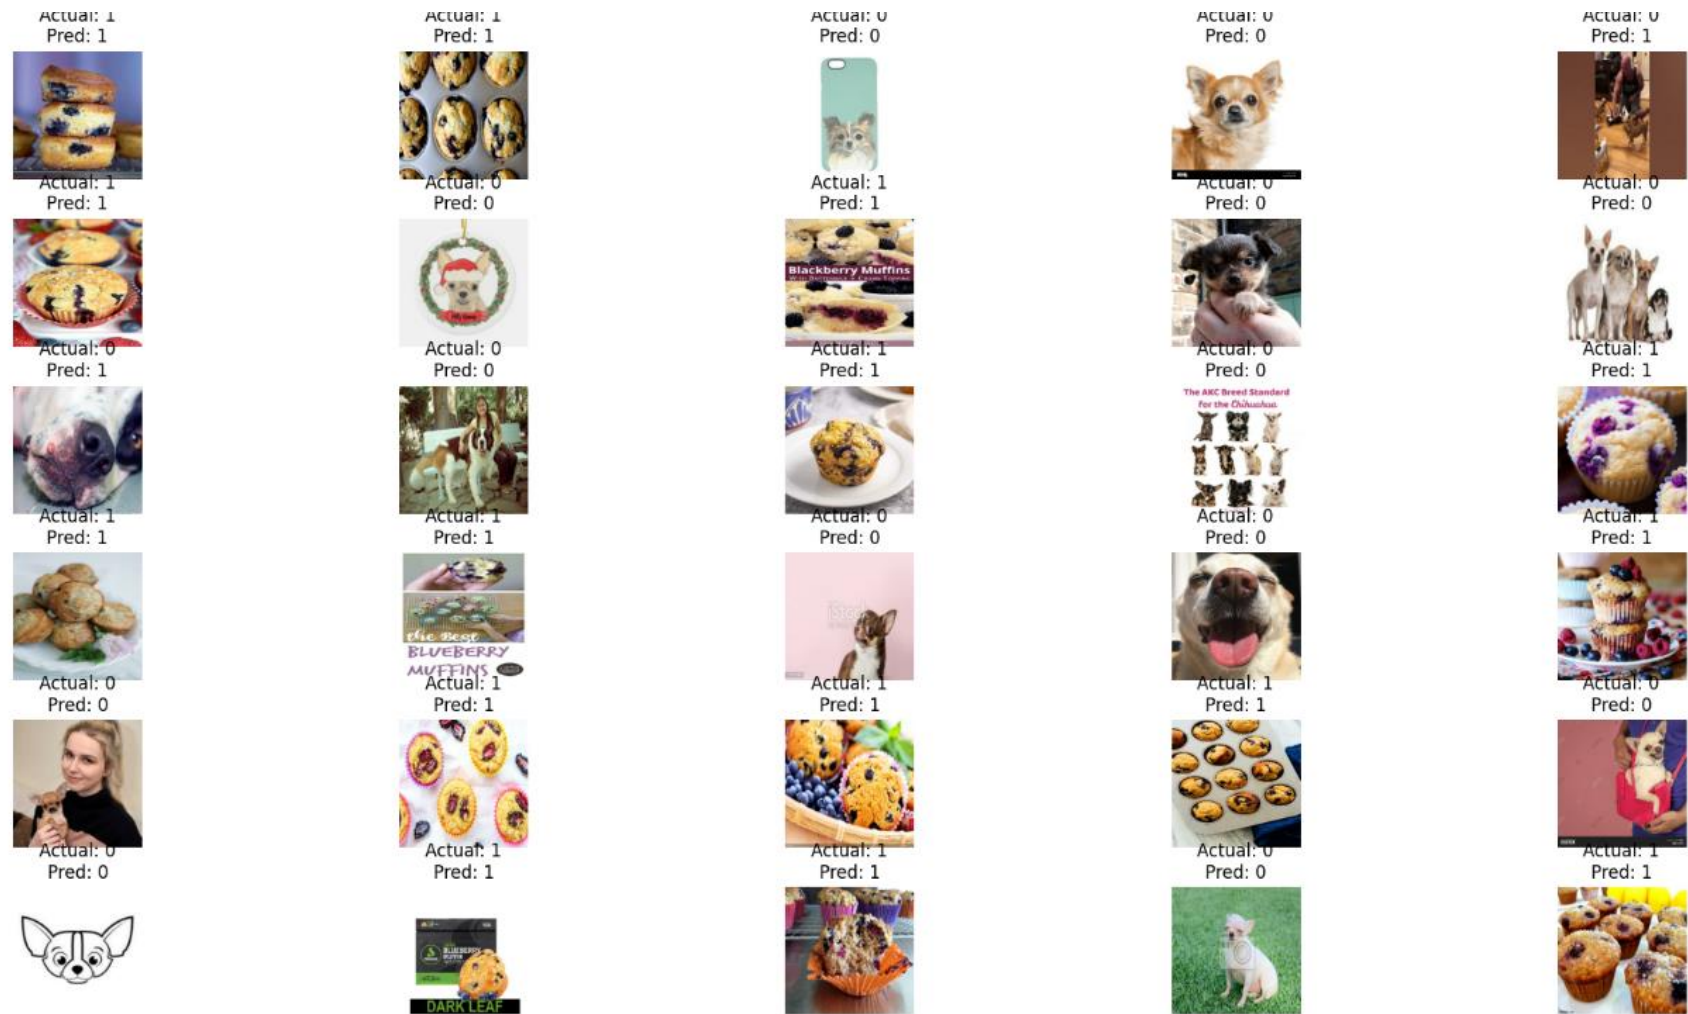 Actual: 1
Pred: 1
Actual: 1
Pred: 1
Actual: 0
Pred: 0
Actual: 0
Pred: 0
Actual: 0
Pred: 1
Actual: 1
Pred: 1
Actual: 0
Pred: 0
Actual: 1
Pred: 1
Actual: 0
Pred: 0
Actual: 0
Pred: 0
Blackberry Muffins
Actual: 0
Pred: 1
Actual: 0
Pred: 0
Actual: 1
Pred: 1
Actual: 0
Pred: 0
Actual: 1
Pred: 1
The AKC Breed Standard
For the Chihuahua
Actual: 1
Pred: 1
Actual: 1
Pred: 1
Actual: 0
Pred: 0
Actual: 0
Pred: 0
Actual: 1
Pred: 1
the Best
BLUEBERRY
MUFFINS
iStock
Actual: 0
Pred: 0
Actual: 1
Pred: 1
Actual: 1
Pred: 1
Actual: 1
Pred: 1
Actual: 0
Pred: 0
Actual: 0
Pred: 0
Actual: 1
Pred: 1
Actual: 1
Pred: 1
Actual: 0
Pred: 0
Actual: 1
Pred: 1
BLUEBERRY
MUFFIN
DARK LEAF